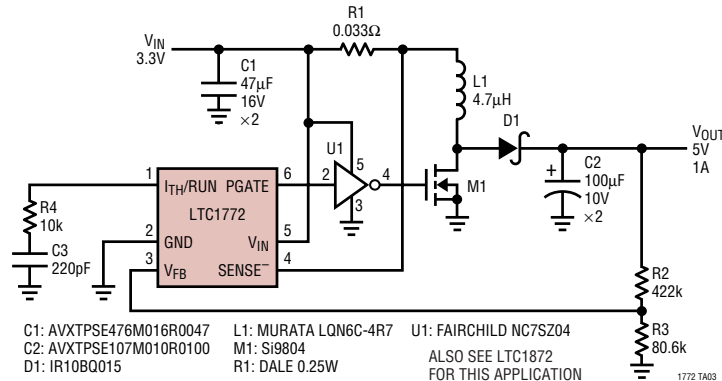 R1
0.033Ω
VIN
3.3V
C1
47µF
16V
×2
L1
4.7µH
D1
VOUT
5V
1A
U1
5
2
4
3
M1
C2
100µF
10V
×2
+
1
ITH/RUN
PGATE
6
LTC1772
2
GND
VIN
5
3
VFB
SENSE–
4
R4
10k
C3
220pF
R2
422k
R3
80.6k
C1: AVXTPSE476M016R0047
L1: MURATA LQN6C-4R7
U1: FAIRCHILD NC7SZ04
C2: AVXTPSE107M010R0100
M1: Si9804
D1: IR10BQ015
R1: DALE 0.25W
ALSO SEE LTC1872
FOR THIS APPLICATION
1772 TA03